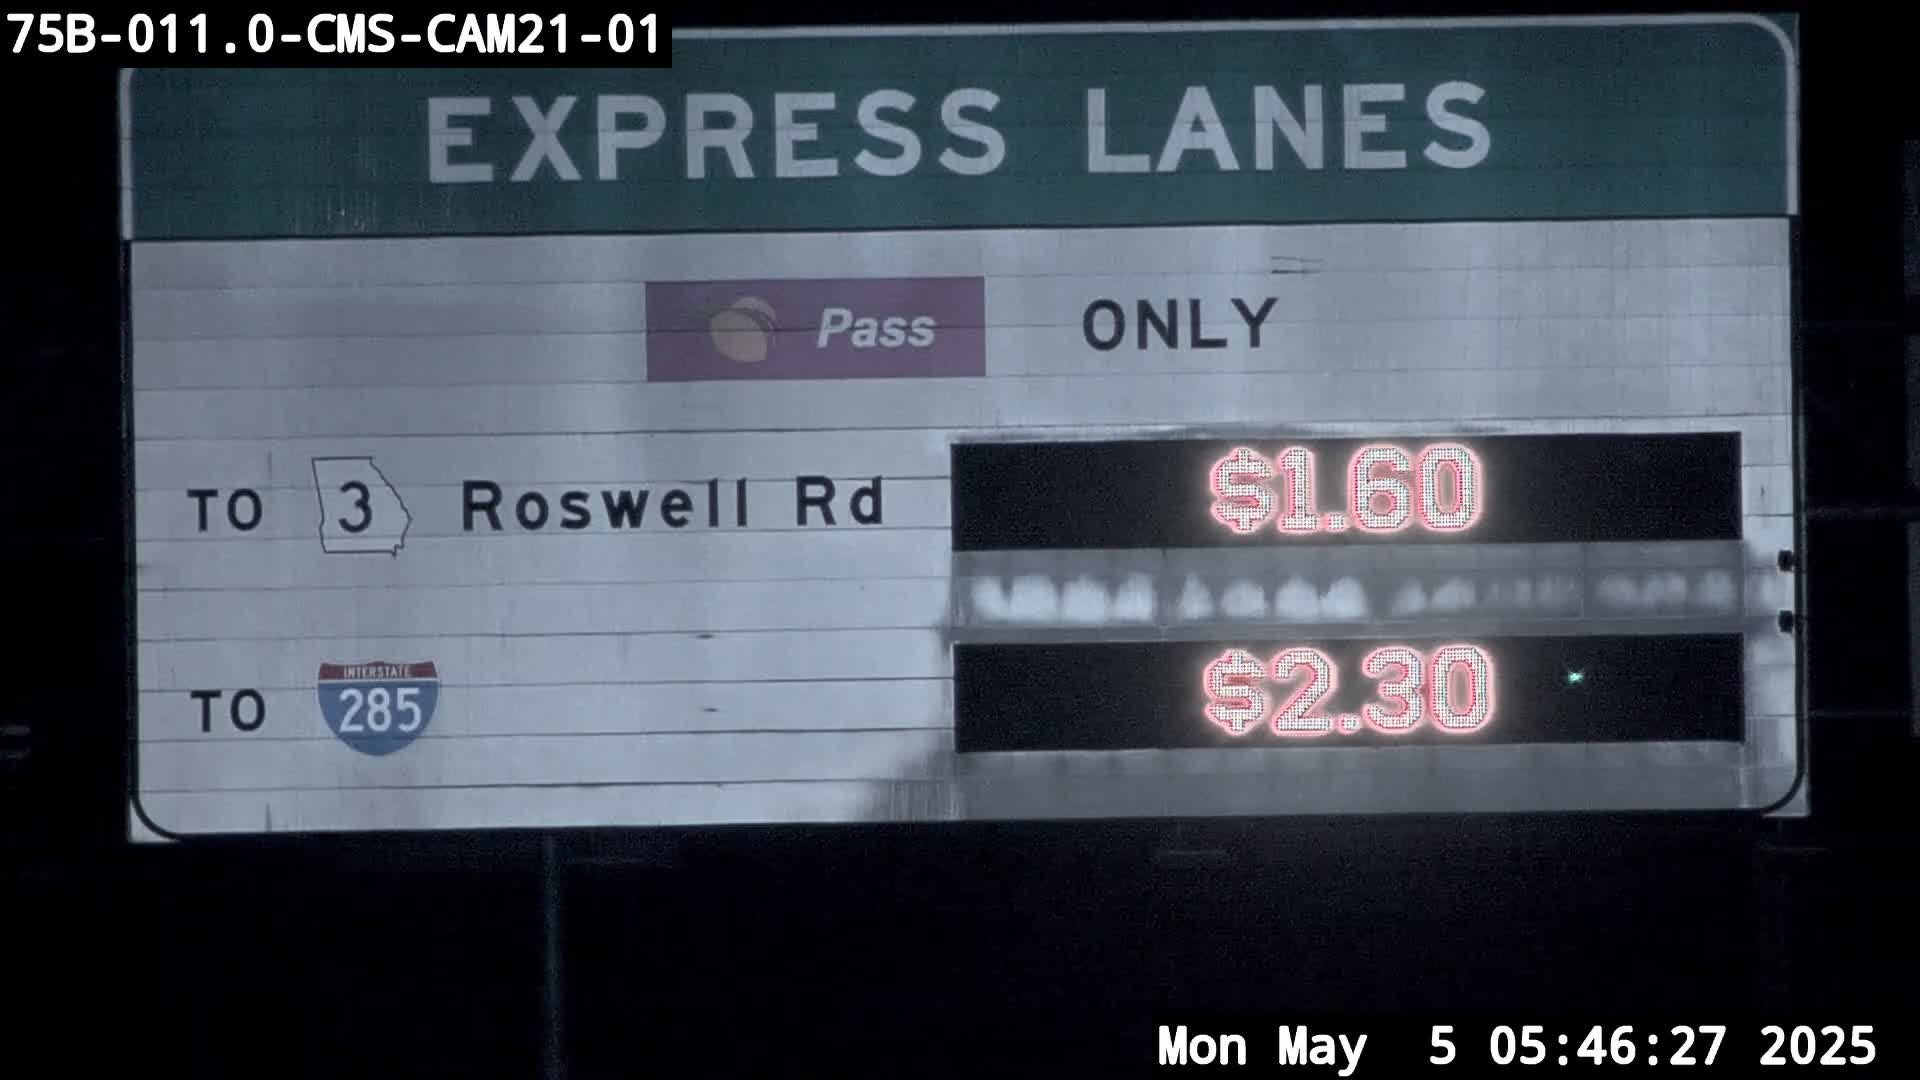 75B-011.0-CMS-CAM21-01
EXPRESS LANES
Pass ONLY
TO 3 Roswell Rd $1.60
TO INTERSTATE 285 $2.30
Mon May 5 05:46:27 2025